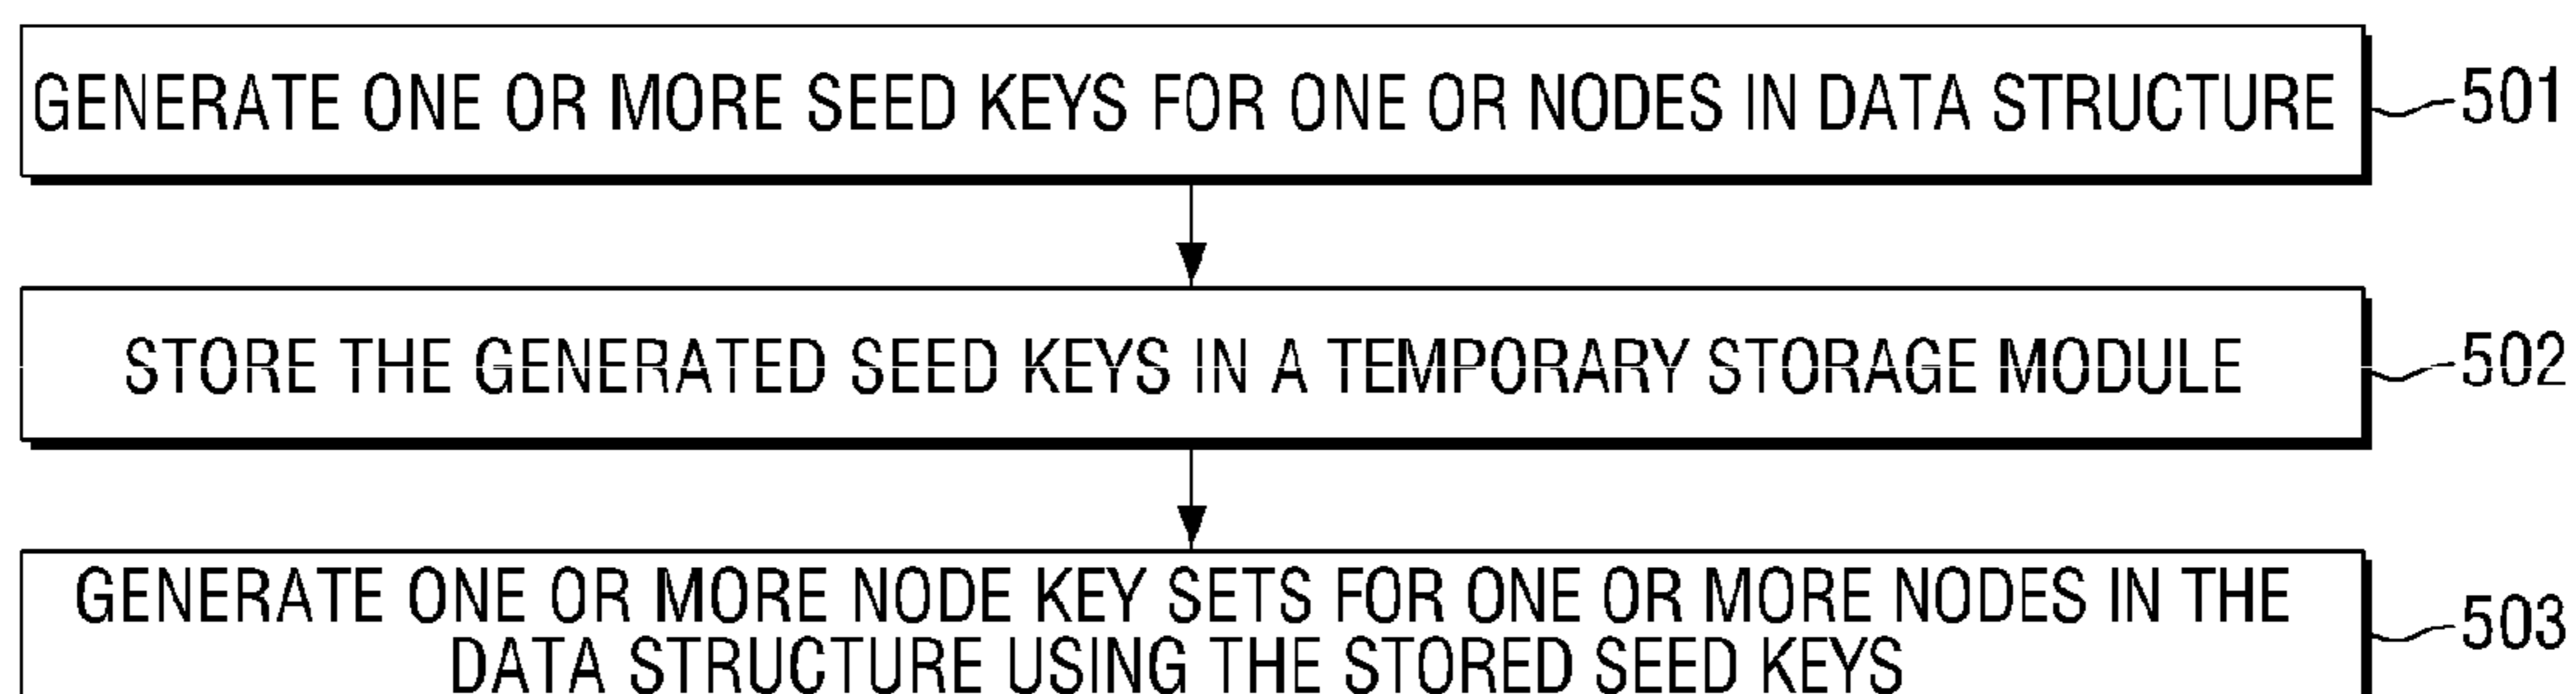 GENERATE ONE OR MORE SEED KEYS FOR ONE OR NODES IN DATA STRUCTURE
501
STORE THE GENERATED SEED KEYS IN A TEMPORARY STORAGE MODULE
502
GENERATE ONE OR MORE NODE KEY SETS FOR ONE OR MORE NODES IN THE
DATA STRUCTURE USING THE STORED SEED KEYS
503